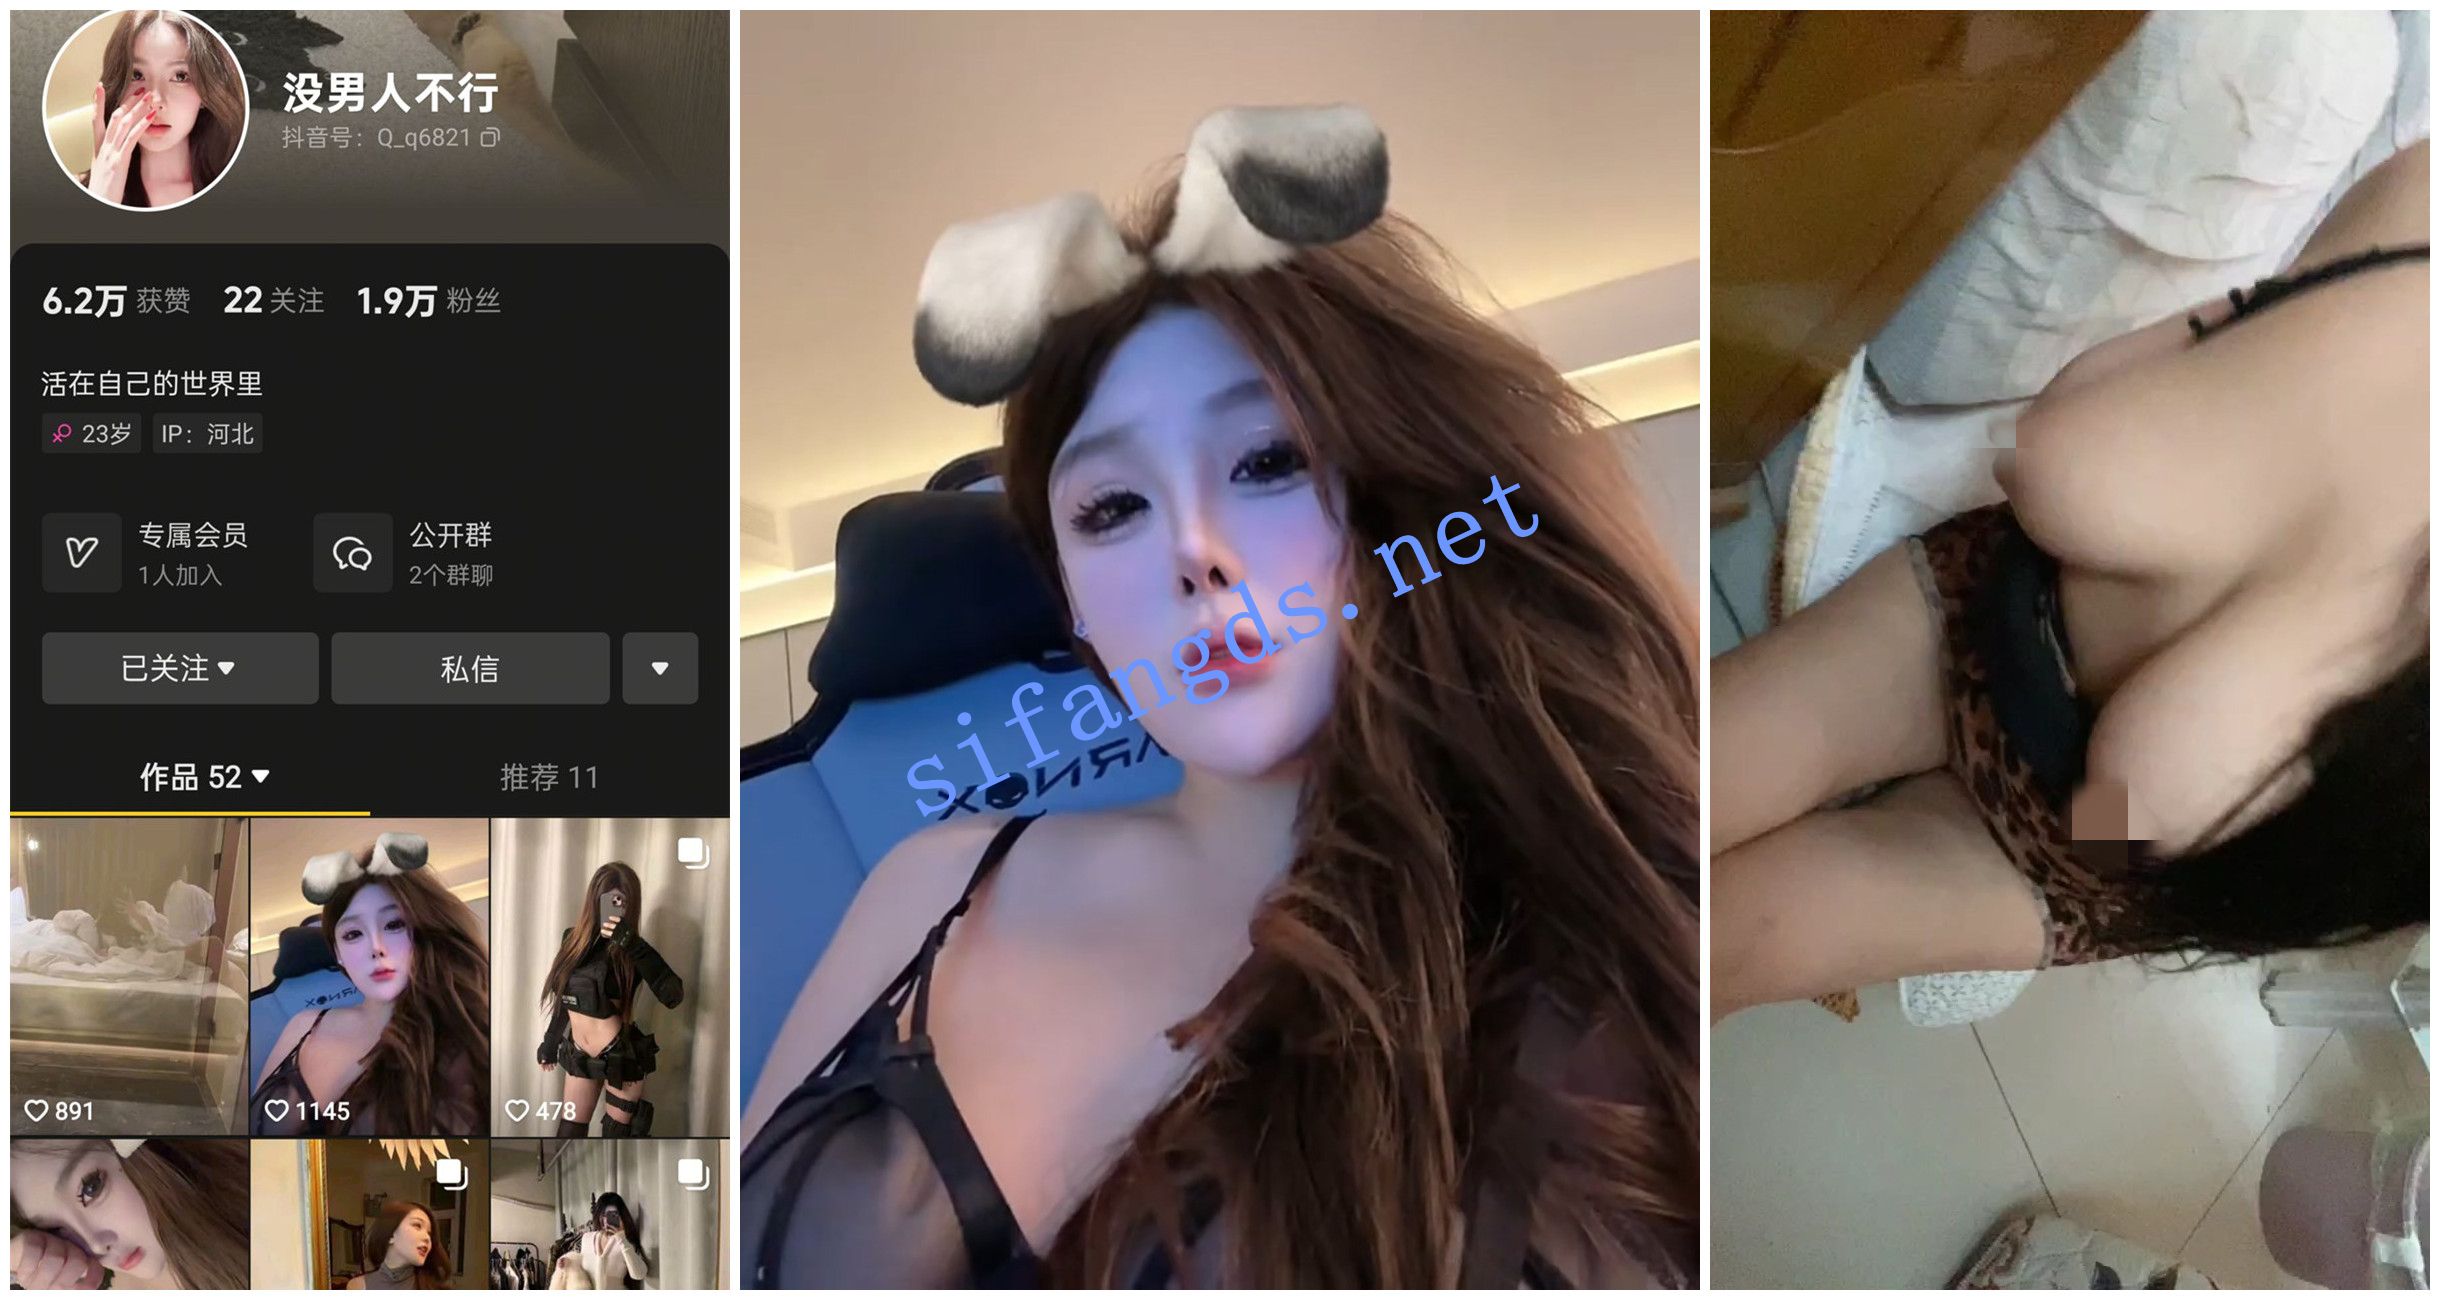 没男人不行
抖音号：Q_q6821
6.2万 获赞 22 关注 1.9万 粉丝
活在自己的世界里
23岁 IP：河北
专属会员 公开群
1人加入 2个群聊
已关注 私信
作品 52 推荐 11
891 1145 478
sifangds.net